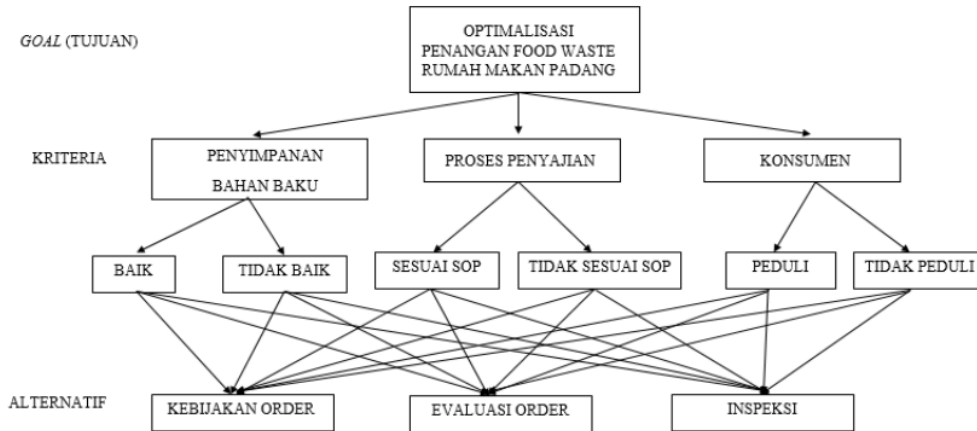 GOAL (TUJUAN)
OPTIMALISASI
PENANGAN FOOD WASTE
RUMAH MAKAN PADANG
KRITERIA
PENYIMPANAN
BAHAN BAKU
PROSES PENYAJIAN
KONSUMEN
BAIK
TIDAK BAIK
SESUAI SOP
TIDAK SESUAI SOP
PEDULI
TIDAK PEDULI
ALTERNATIF
KEBIJAKAN ORDER
EVALUASI ORDER
INSPEKSI